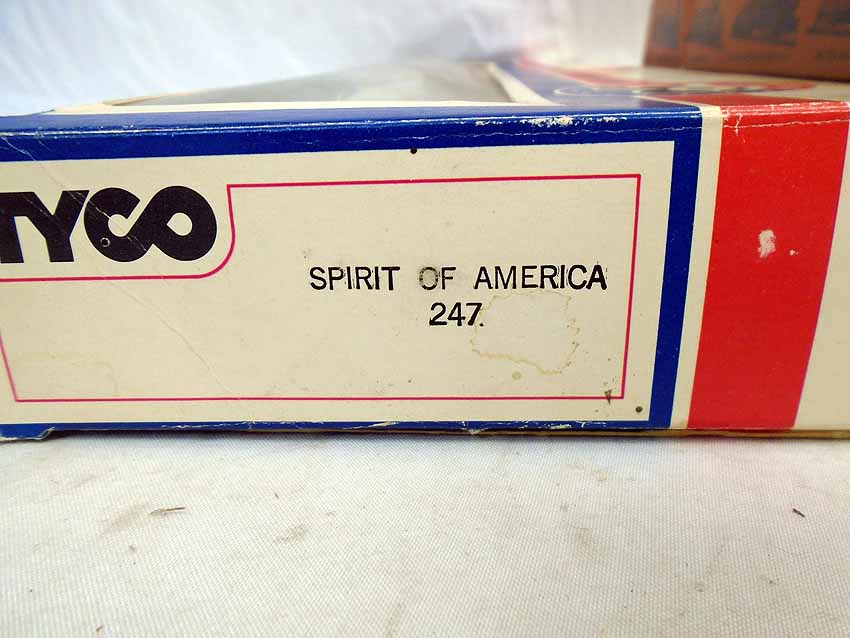 TYCO
SPIRIT OF AMERICA
247.